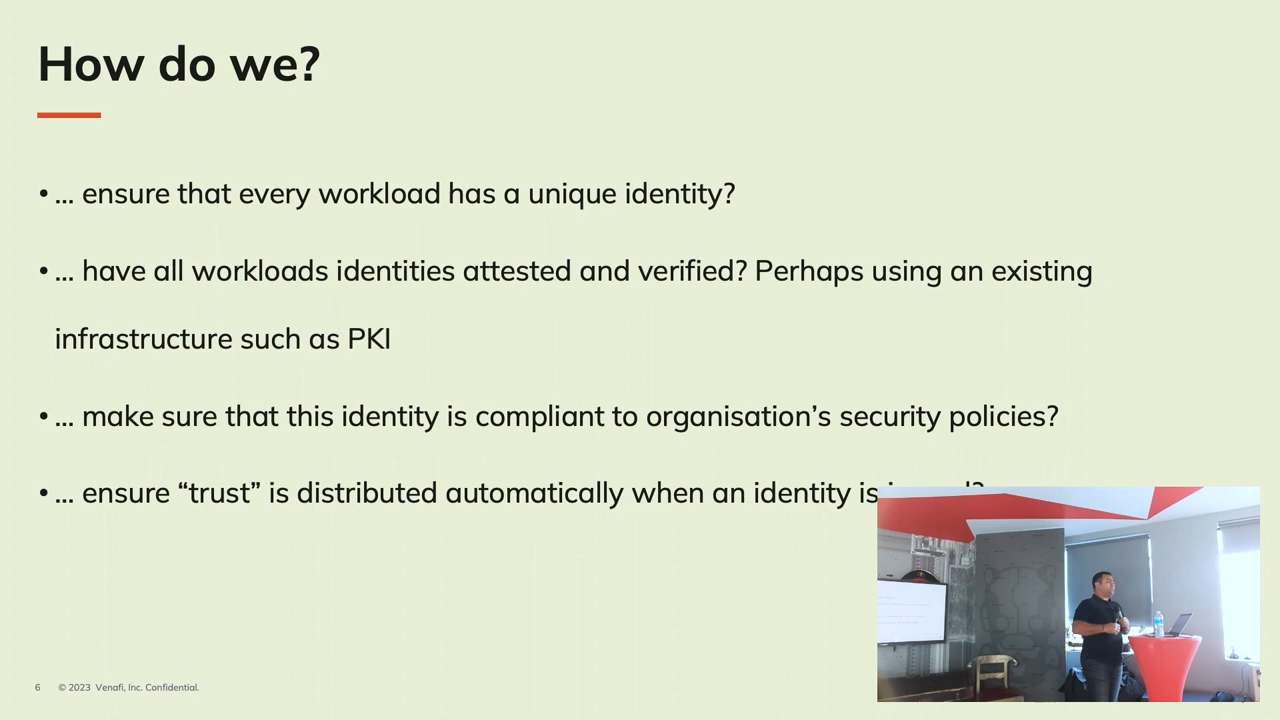 How do we?
• ... ensure that every workload has a unique identity?
• ... have all workloads identities attested and verified? Perhaps using an existing
infrastructure such as PKI
• ... make sure that this identity is compliant to organisation’s security policies?
• ... ensure “trust” is distributed automatically when an identity is
6 © 2023 Venafi, Inc. Confidential.